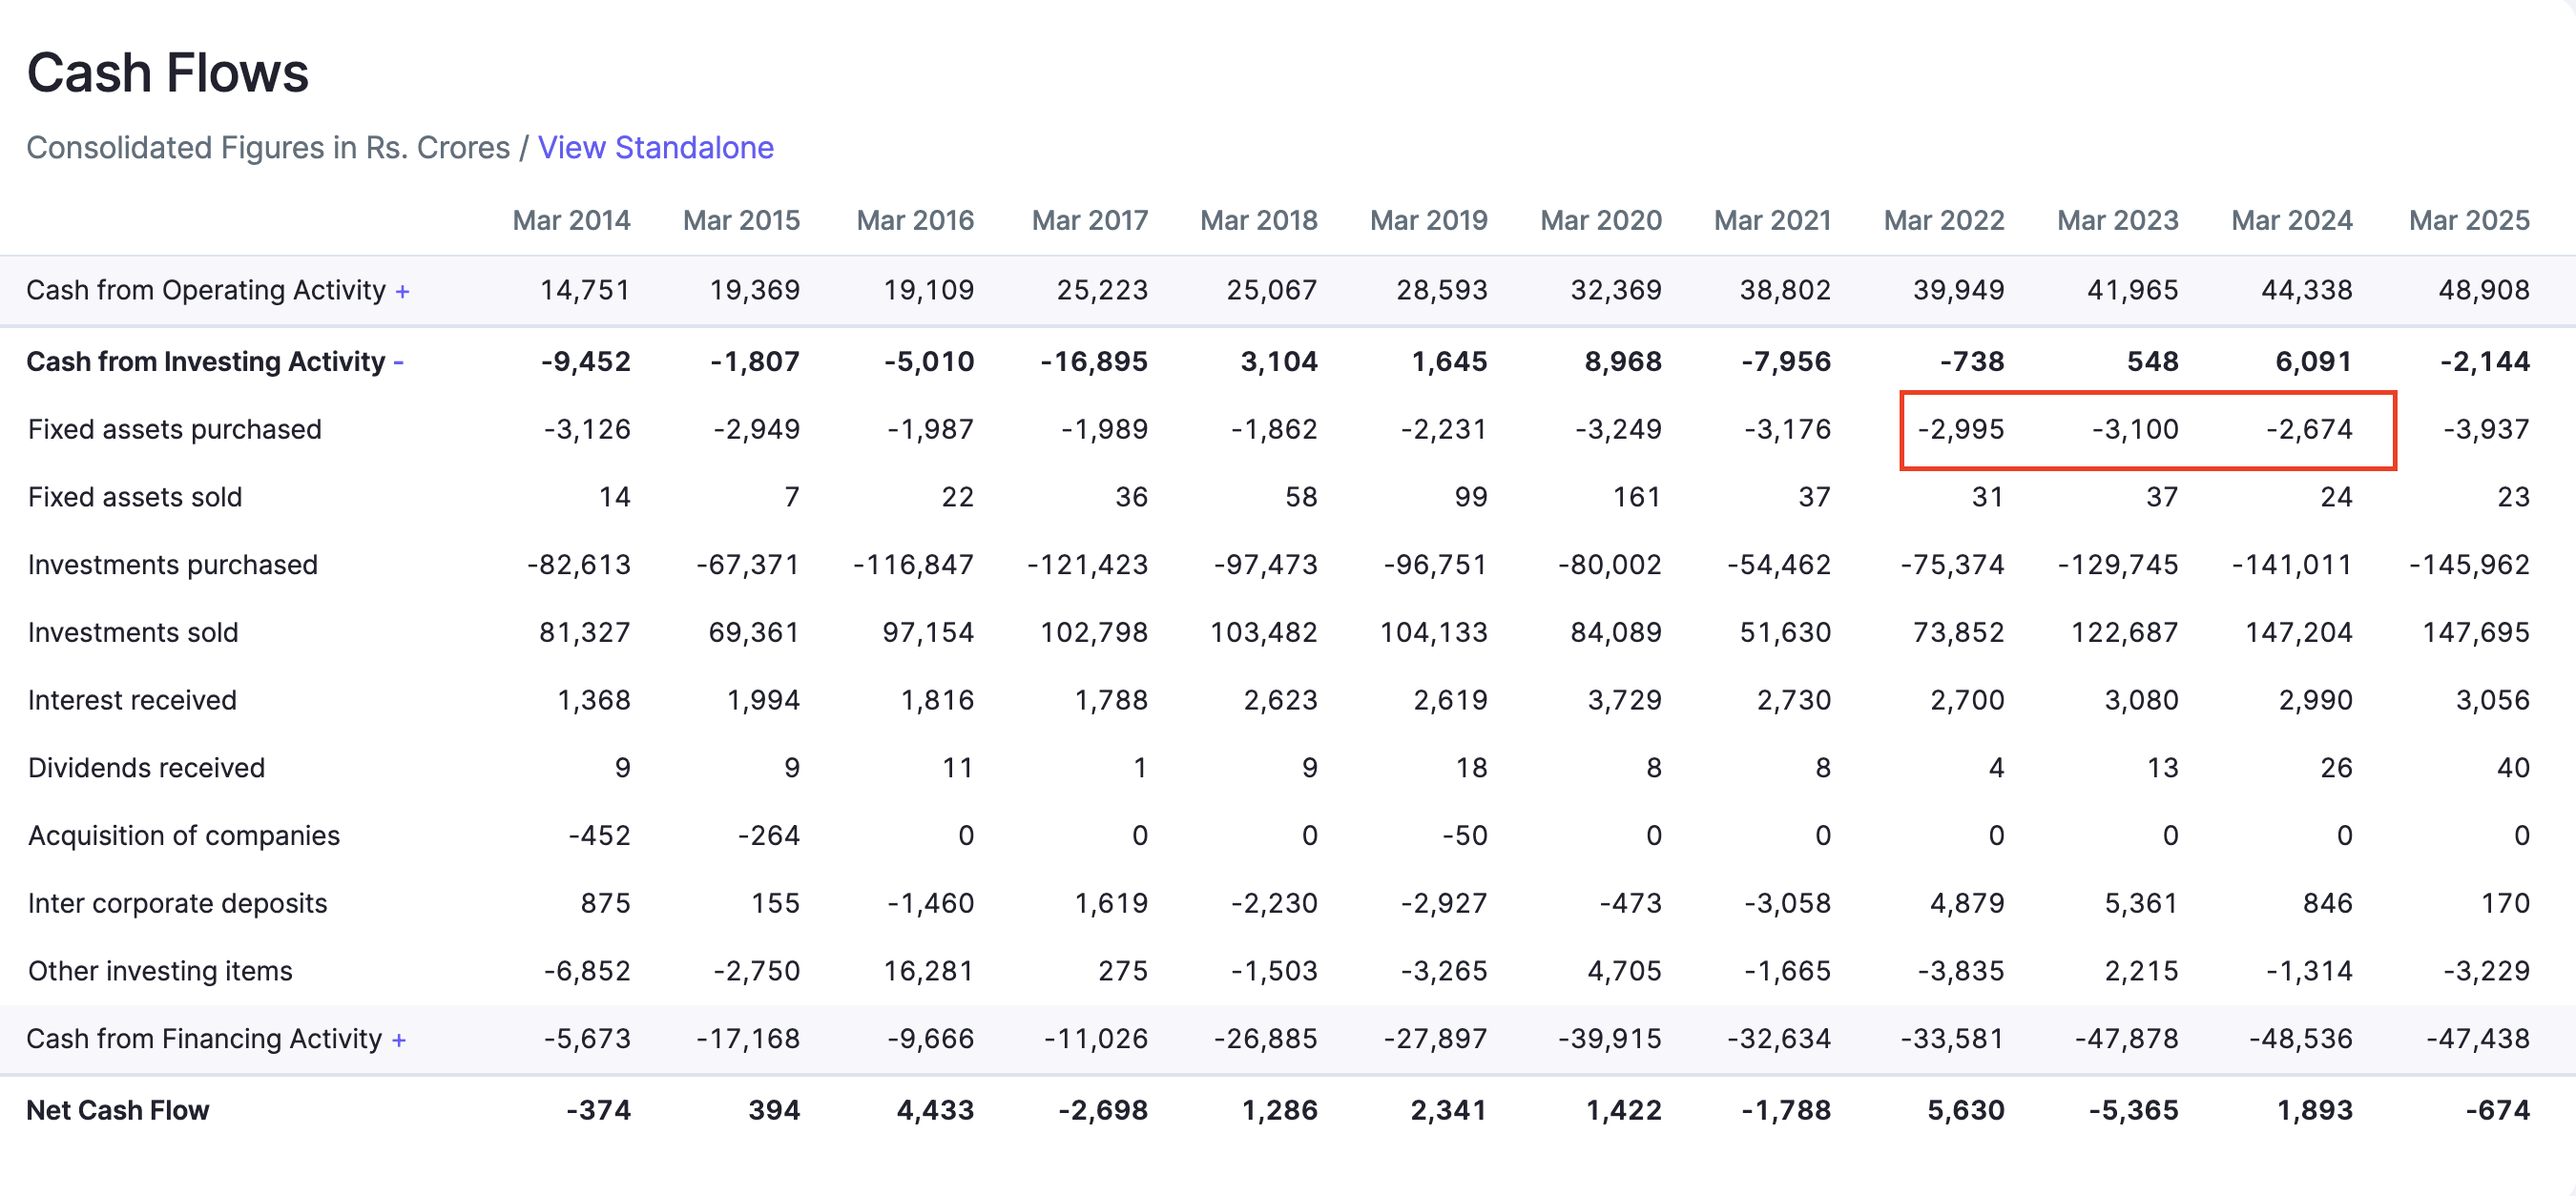 Cash Flows
Consolidated Figures in Rs. Crores / View Standalone
Mar 2014 Mar 2015 Mar 2016 Mar 2017 Mar 2018 Mar 2019 Mar 2020 Mar 2021 Mar 2022 Mar 2023 Mar 2024 Mar 2025
Cash from Operating Activity + 14,751 19,369 19,109 25,223 25,067 28,593 32,369 38,802 39,949 41,965 44,338 48,908
Cash from Investing Activity - -9,452 -1,807 -5,010 -16,895 3,104 1,645 8,968 -7,956 -738 548 6,091 -2,144
Fixed assets purchased -3,126 -2,949 -1,987 -1,989 -1,862 -2,231 -3,249 -3,176 -2,995 -3,100 -2,674 -3,937
Fixed assets sold 14 7 22 36 58 99 161 37 31 37 24 23
Investments purchased -82,613 -67,371 -116,847 -121,423 -97,473 -96,751 -80,002 -54,462 -75,374 -129,745 -141,011 -145,962
Investments sold 81,327 69,361 97,154 102,798 103,482 104,133 84,089 51,630 73,852 122,687 147,204 147,695
Interest received 1,368 1,994 1,816 1,788 2,623 2,619 3,729 2,730 2,700 3,080 2,990 3,056
Dividends received 9 9 11 1 9 18 8 8 4 13 26 40
Acquisition of companies -452 -264 0 0 0 -50 0 0 0 0 0 0
Inter corporate deposits 875 155 -1,460 1,619 -2,230 -2,927 -473 -3,058 4,879 5,361 846 170
Other investing items -6,852 -2,750 16,281 275 -1,503 -3,265 4,705 -1,665 -3,835 2,215 -1,314 -3,229
Cash from Financing Activity + -5,673 -17,168 -9,666 -11,026 -26,885 -27,897 -39,915 -32,634 -33,581 -47,878 -48,536 -47,438
Net Cash Flow -374 394 4,433 -2,698 1,286 2,341 1,422 -1,788 5,630 -5,365 1,893 -674